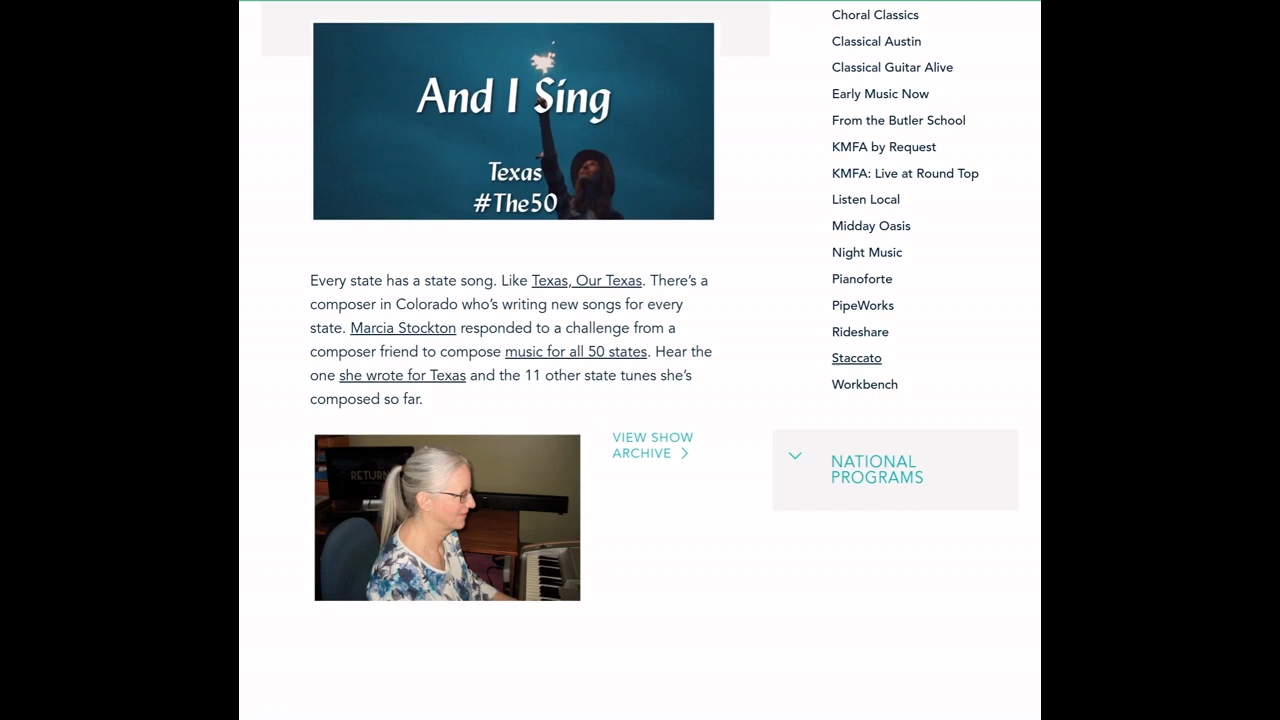 And I Sing
Texas
#The50
Every state has a state song. Like Texas, Our Texas. There’s a
composer in Colorado who’s writing new songs for every
state. Marcia Stockton responded to a challenge from a
composer friend to compose music for all 50 states. Hear the
one she wrote for Texas and the 11 other state tunes she’s
composed so far.
RETURN
VIEW SHOW
ARCHIVE
Choral Classics
Classical Austin
Classical Guitar Alive
Early Music Now
From the Butler School
KMFA by Request
KMFA: Live at Round Top
Listen Local
Midday Oasis
Night Music
Pianoforte
PipeWorks
Rideshare
Staccato
Workbench
NATIONAL
PROGRAMS